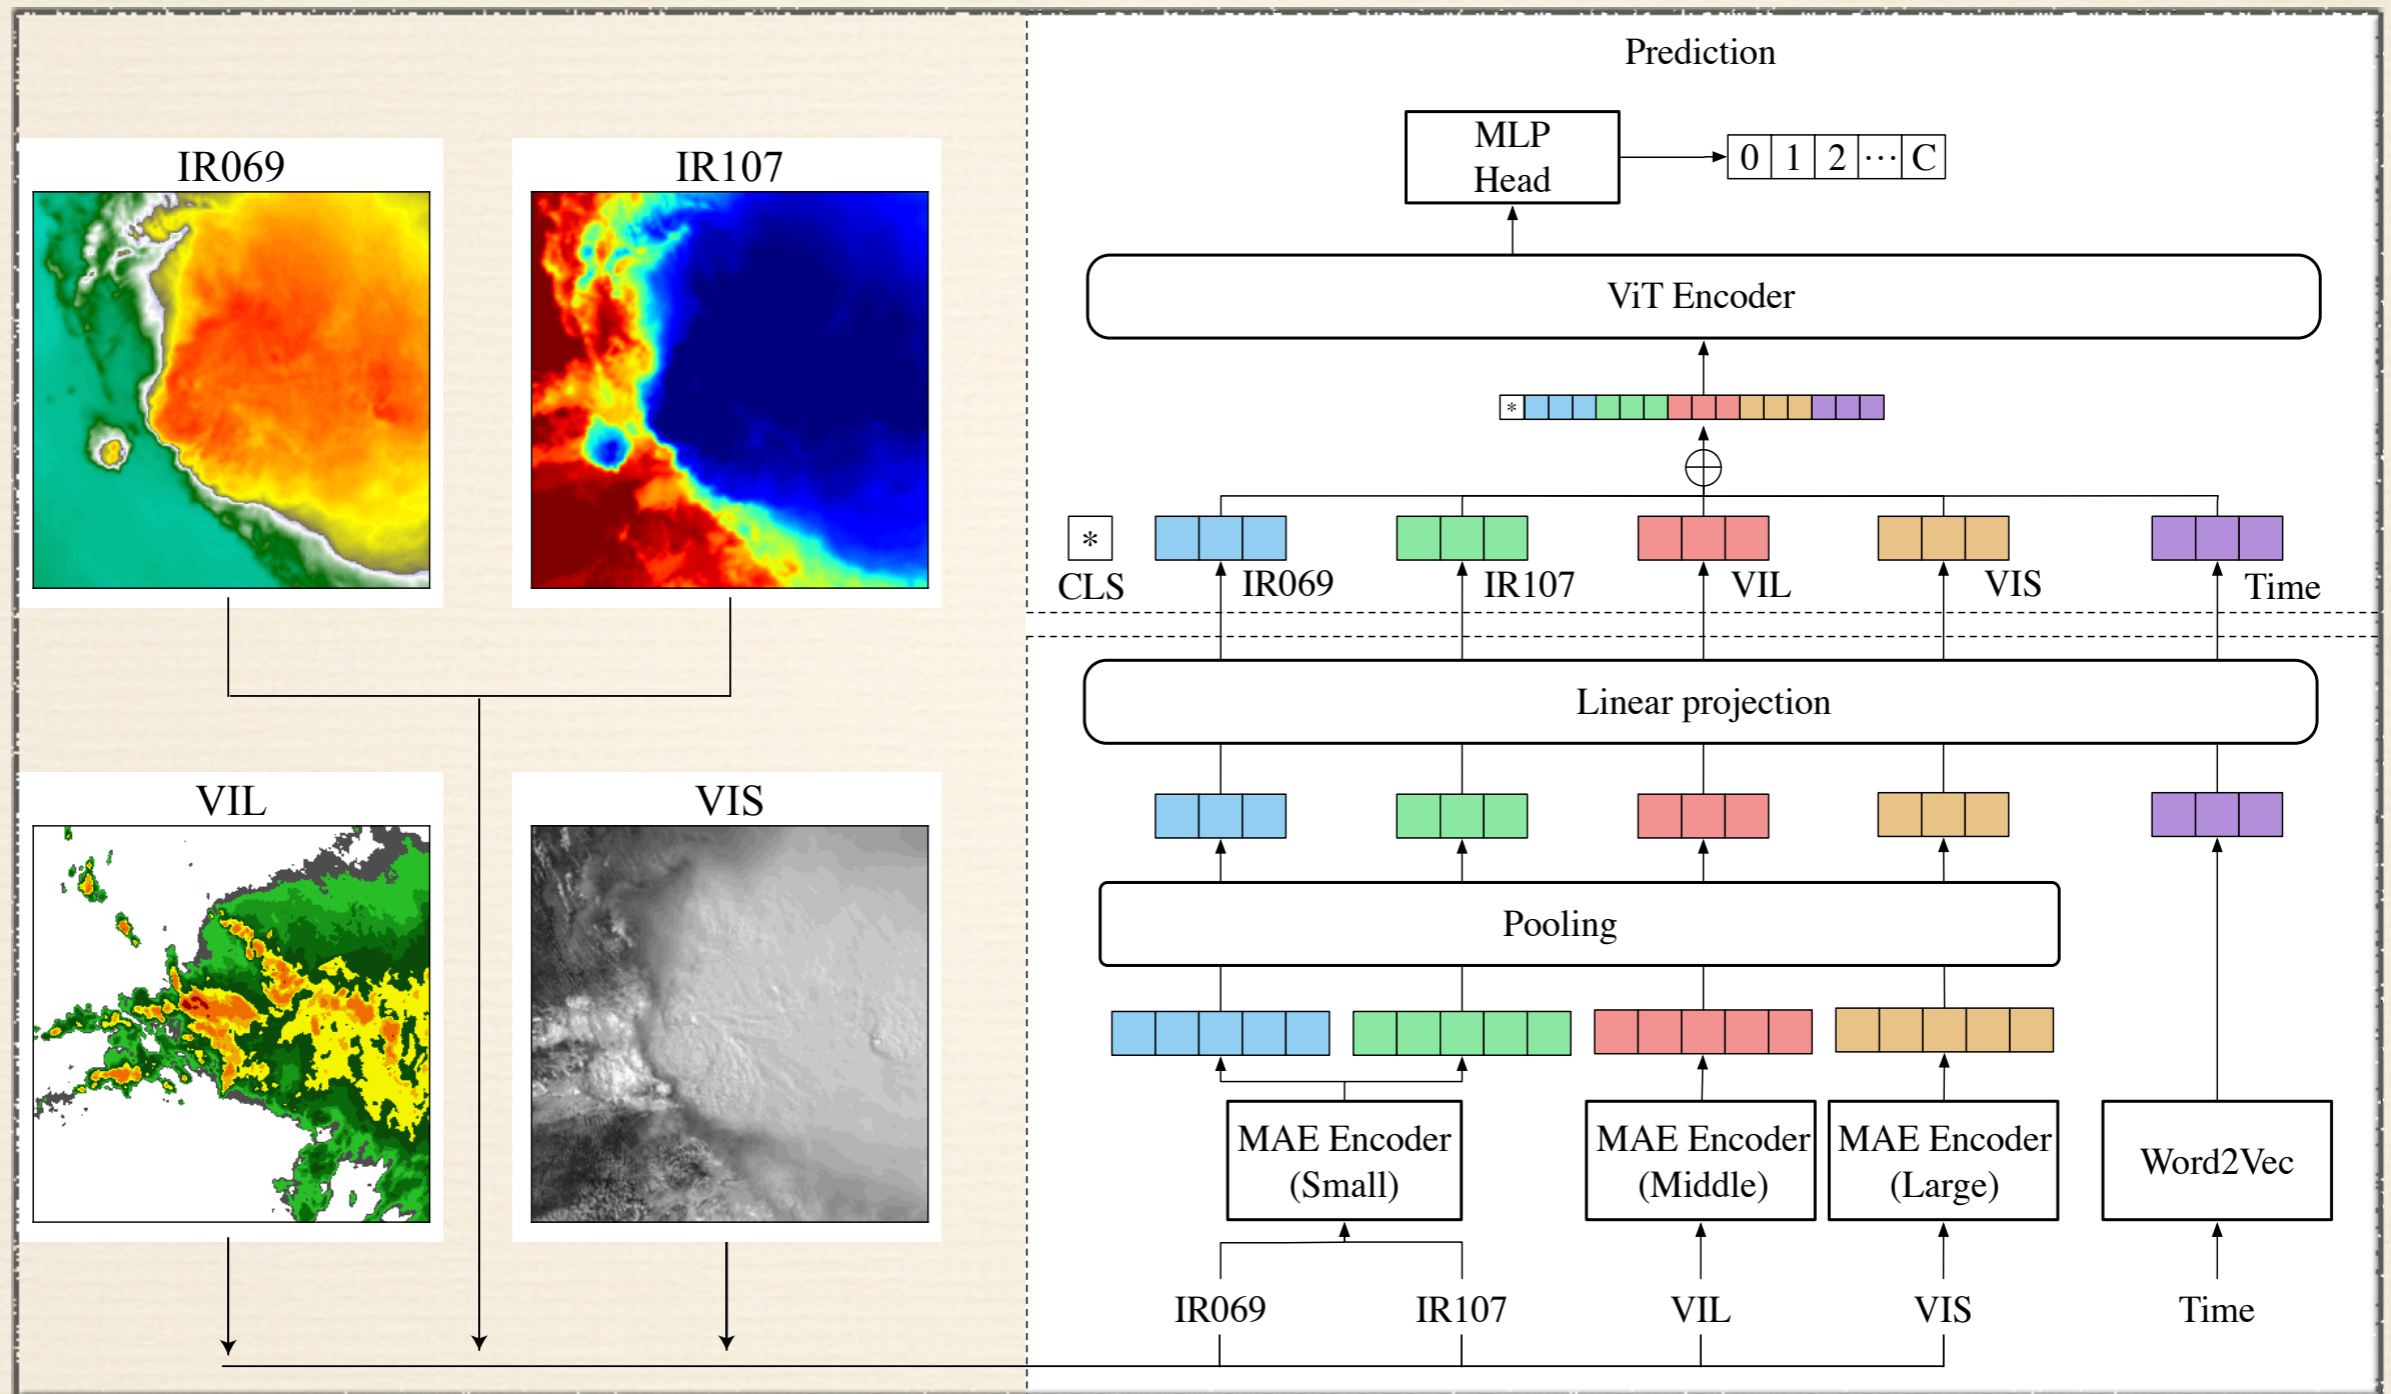 IR069
IR107
VIL
VIS
Prediction
MLP
Head
0 1 2 ... C
ViT Encoder
*
*
CLS
IR069
IR107
VIL
VIS
Time
Linear projection
Pooling
MAE Encoder
(Small)
MAE Encoder
(Middle)
MAE Encoder
(Large)
Word2Vec
IR069
IR107
VIL
VIS
Time